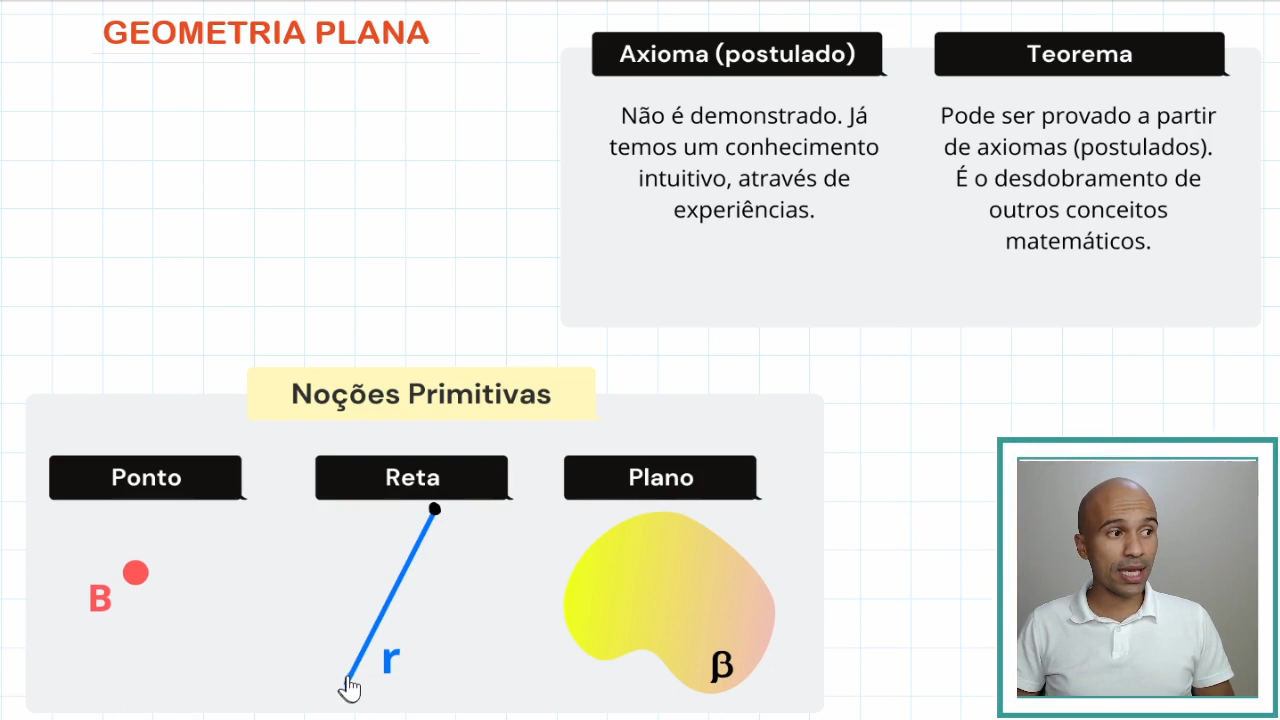 GEOMETRIA PLANA
Axioma (postulado)
Não é demonstrado. Já
temos um conhecimento
intuitivo, através de
experiências.
Teorema
Pode ser provado a partir
de axiomas (postulados).
É o desdobramento de
outros conceitos
matemáticos.
Noções Primitivas
Ponto
B
Reta
r
Plano
β